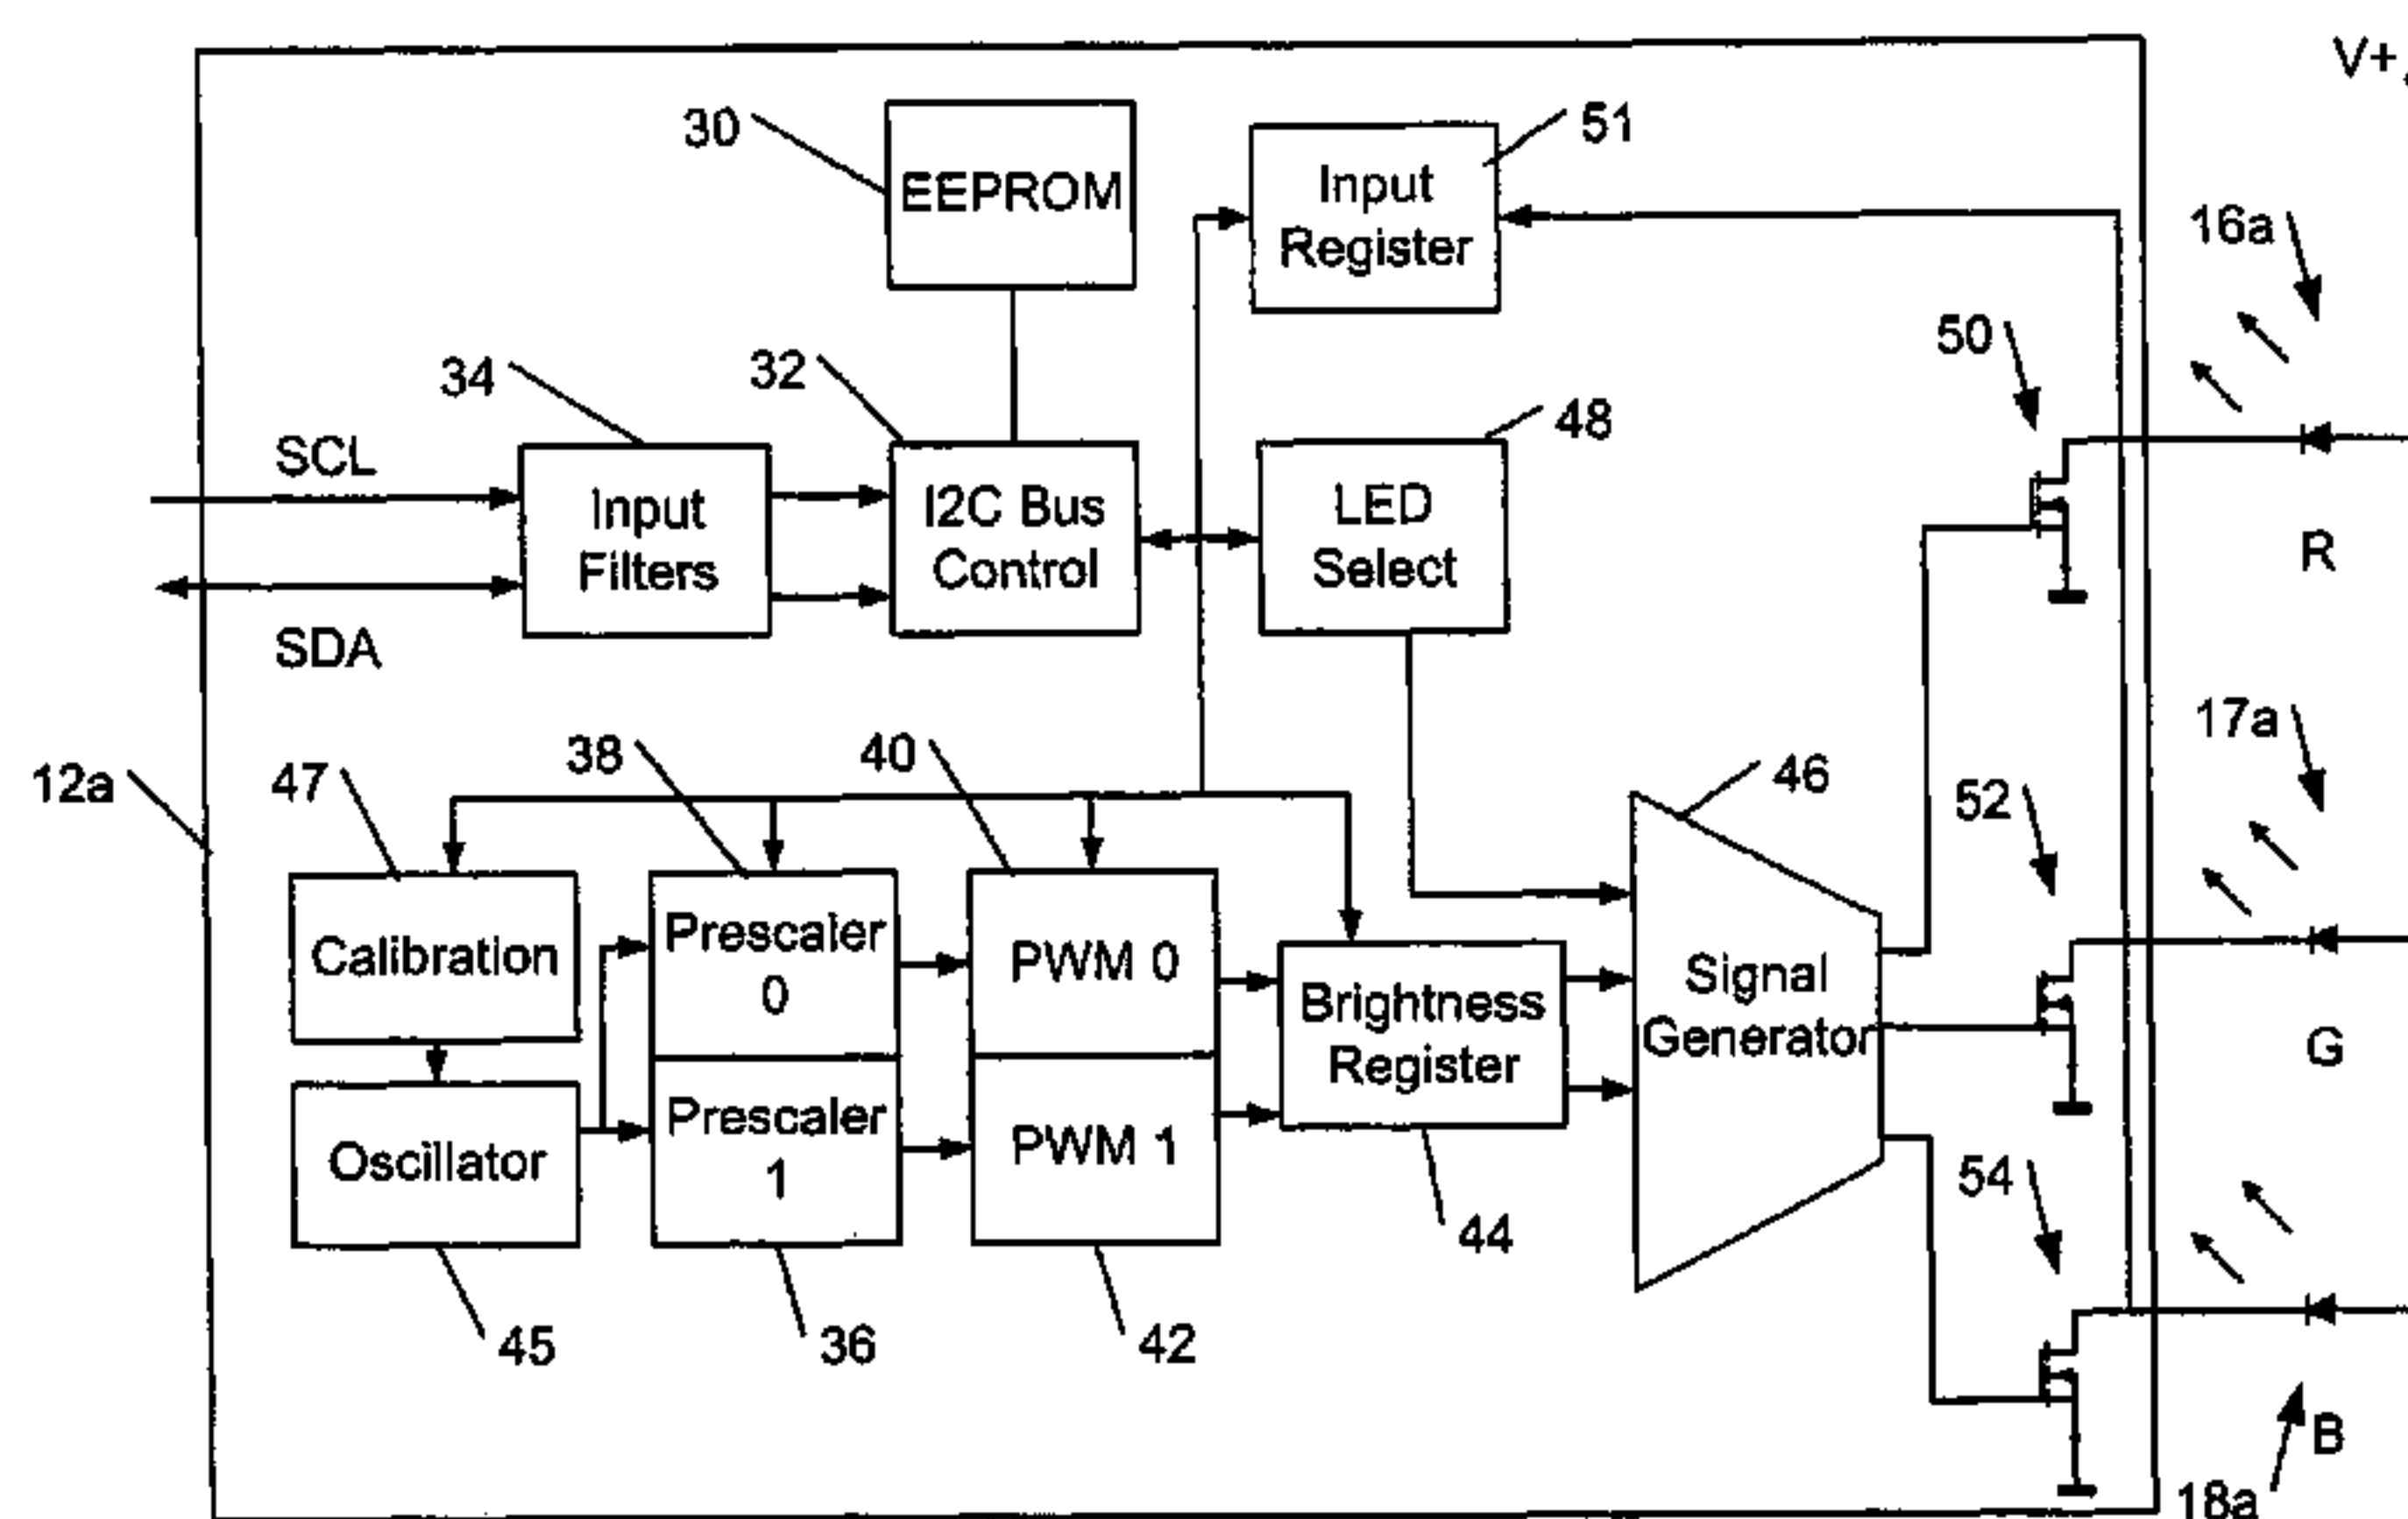 V+
30
EEPROM
51
Input
Register
16a
50
34
32
48
SCL
Input
Filters
I2C Bus
Control
LED
Select
R
SDA
17a
12a
47
38
40
46
52
Calibration
Prescaler
0
PWM 0
Brightness
Register
Signal
Generator
G
Oscillator
Prescaler
1
PWM 1
54
44
45
36
42
B
18a